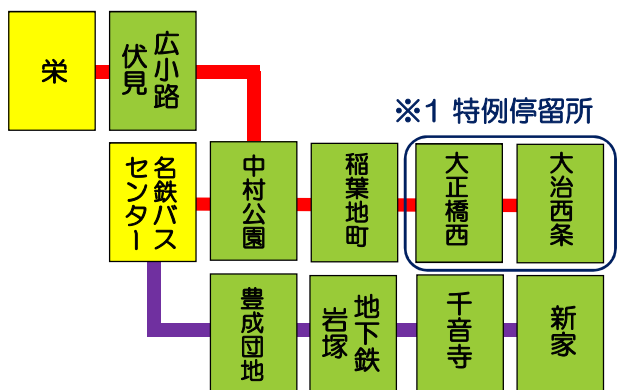 栄
広小路
伏見
※1 特例停留所
名鉄バス
センター
中村公園
稲葉地町
大正橋西
大治西条
豊成団地
地下鉄
岩塚
千音寺
新家